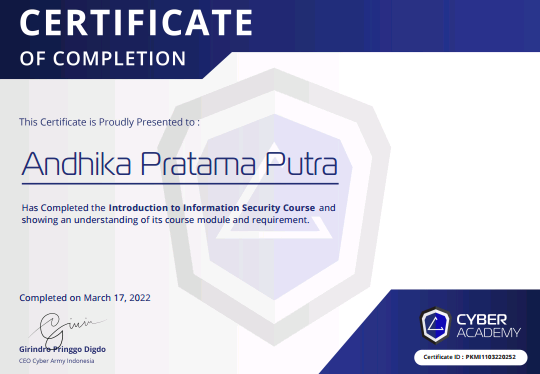 CERTIFICATE
OF COMPLETION
This Certificate is Proudly Presented to :
Andhika Pratama Putra
Has Completed the Introduction to Information Security Course and
showing an understanding of its course module and requirement.
Completed on March 17, 2022
Girindro Pringgo Digdo
CEO Cyber Army Indonesia
CYBER
ACADEMY
Certificate ID : PKMI1103220252